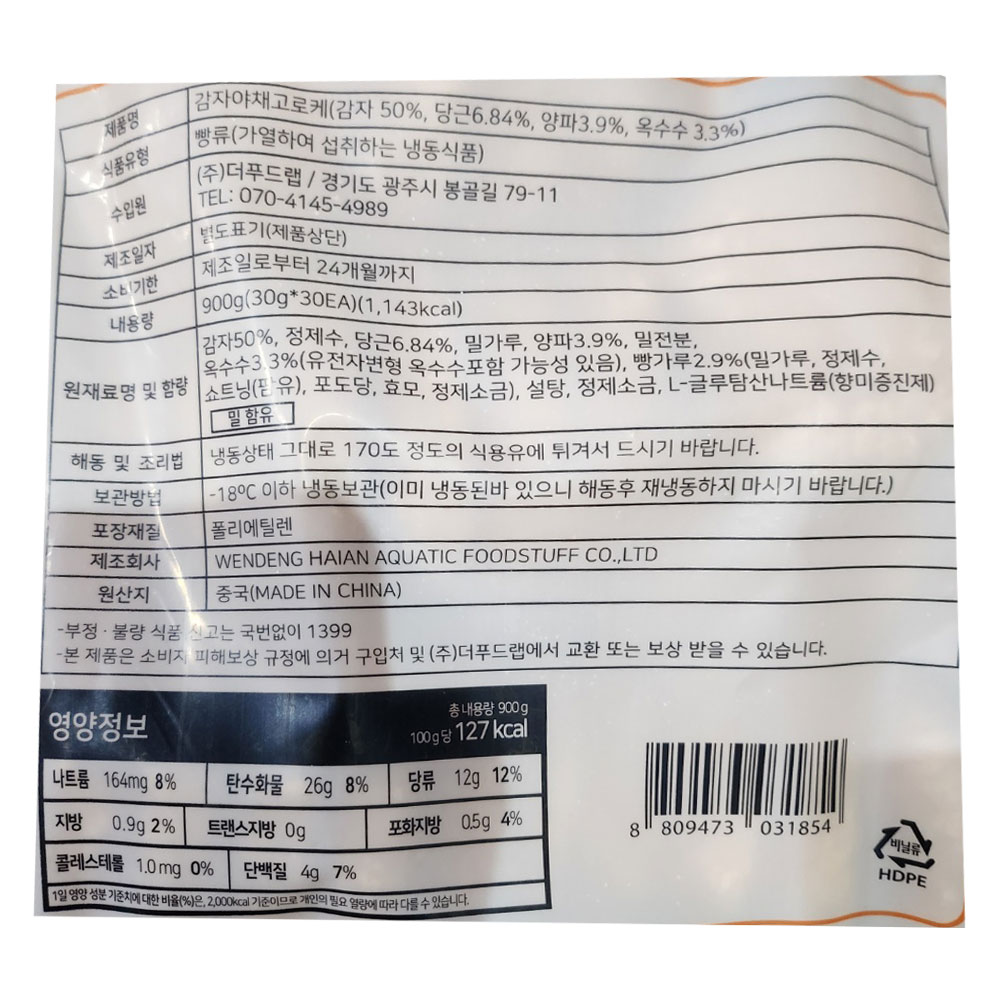 제품명 감자야채고로케(감자 50%, 당근6.84%, 양파3.9%, 옥수수 3.3%)
식품유형 빵류(가열하여 섭취하는 냉동식품)
수입원 (주)더푸드랩 / 경기도 광주시 봉골길 79-11
TEL: 070-4145-4989
제조일자 별도표기(제품상단)
소비기한 제조일로부터 24개월까지
내용량 900g(30g*30EA)(1,143kcal)
원재료명 및 함량 감자50%, 정제수, 당근6.84%, 밀가루, 양파3.9%, 밀전분,
옥수수3.3%(유전자변형 옥수수포함 가능성 있음), 빵가루2.9%(밀가루, 정제수,
쇼트닝(팜유), 포도당, 효모, 정제소금), 설탕, 정제소금, L-글루탐산나트륨(향미증진제)
밀 함유
해동 및 조리법 냉동상태 그대로 170도 정도의 식용유에 튀겨서 드시기 바랍니다.
보관방법 -18℃ 이하 냉동보관(이미 냉동된바 있으니 해동후 재냉동하지 마시기 바랍니다.)
포장재질 폴리에틸렌
제조회사 WENDENG HAIAN AQUATIC FOODSTUFF CO.,LTD
원산지 중국(MADE IN CHINA)
-부정·불량 식품 신고는 국번없이 1399
-본 제품은 소비자 피해보상 규정에 의거 구입처 및 (주)더푸드랩에서 교환 또는 보상 받을 수 있습니다.
영양정보 총 내용량 900g
100g당 127 kcal
나트륨 164mg 8% 탄수화물 26g 8% 당류 12g 12%
지방 0.9g 2% 트랜스지방 0g 포화지방 0.5g 4%
콜레스테롤 1.0mg 0% 단백질 4g 7%
1일 영양 성분 기준치에 대한 비율(%)은, 2,000kcal 기준이므로 개인의 필요 열량에 따라 다를 수 있습니다.
8 809473 031854
비닐류
HDPE